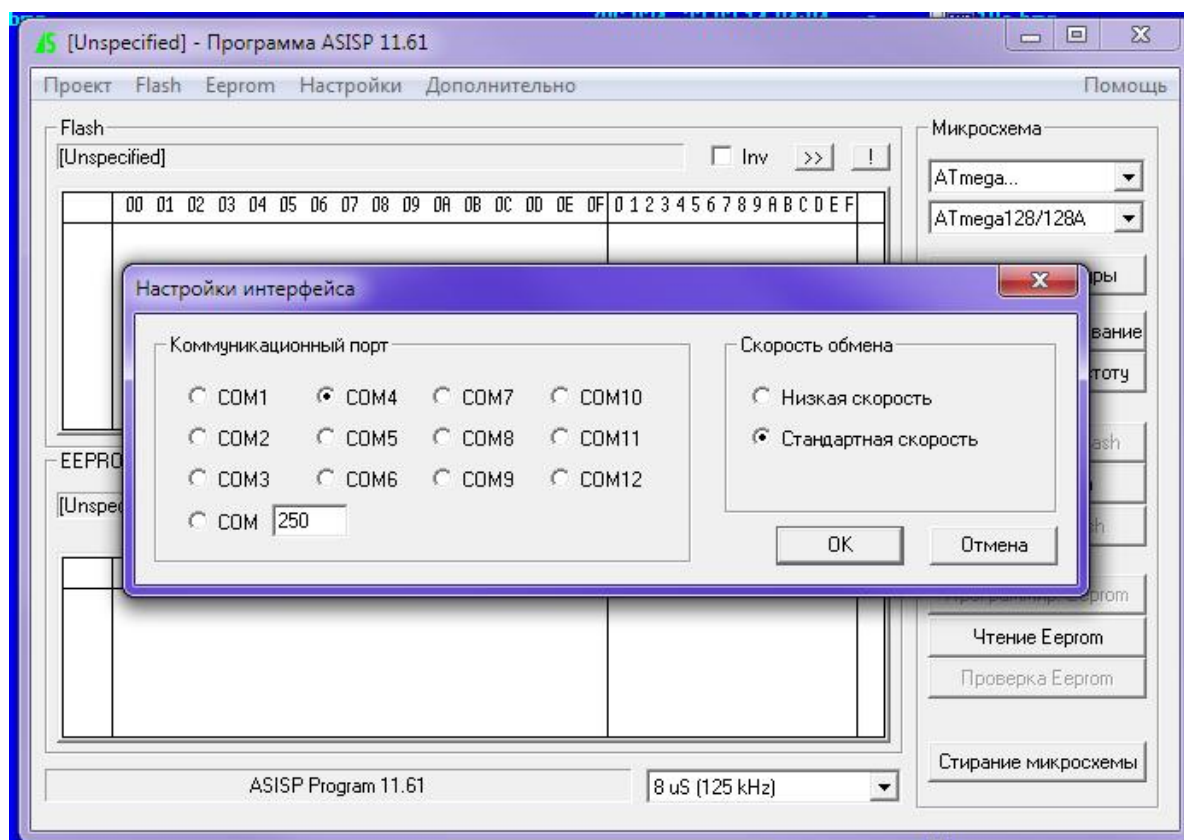 [Unspecified] - Программа ASISP 11.61
Проект Flash Eeprom Настройки Дополнительно Помощь
Flash
[Unspecified]
Inv >> !
00 01 02 03 04 05 06 07 08 09 0A 0B 0C 0D 0E 0F 0 1 2 3 4 5 6 7 8 9 A B C D E F
Микросхема
ATmega...
ATmega128/128A
Настройки интерфейса
Коммуникационный порт
COM1 COM4 COM7 COM10
COM2 COM5 COM8 COM11
COM3 COM6 COM9 COM12
COM 250
Скорость обмена
Низкая скорость
Стандартная скорость
OK Отмена
Чтение Eeprom
Проверка Eeprom
Стирание микросхемы
ASISP Program 11.61
8 uS (125 kHz)